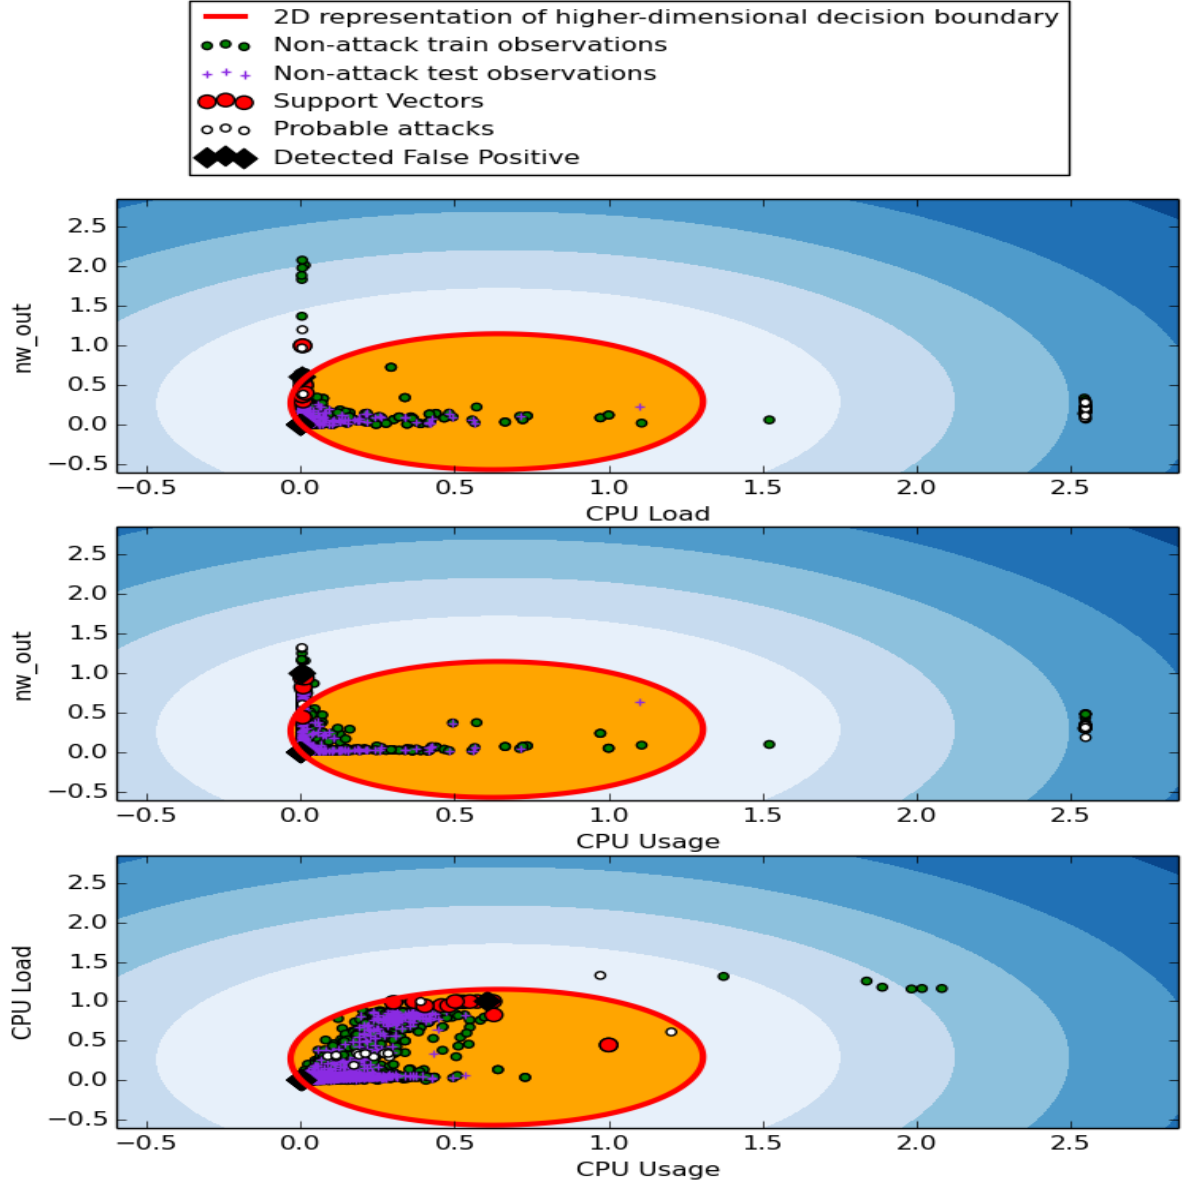 2D representation of higher-dimensional decision boundary
Non-attack train observations
Non-attack test observations
Support Vectors
Probable attacks
Detected False Positive
2.5
2.0
1.5
1.0
0.5
0.0
−0.5
nw_out
−0.5 0.0 0.5 1.0 1.5 2.0 2.5
CPU Load
2.5
2.0
1.5
1.0
0.5
0.0
−0.5
nw_out
−0.5 0.0 0.5 1.0 1.5 2.0 2.5
CPU Usage
2.5
2.0
1.5
1.0
0.5
0.0
−0.5
CPU Load
−0.5 0.0 0.5 1.0 1.5 2.0 2.5
CPU Usage